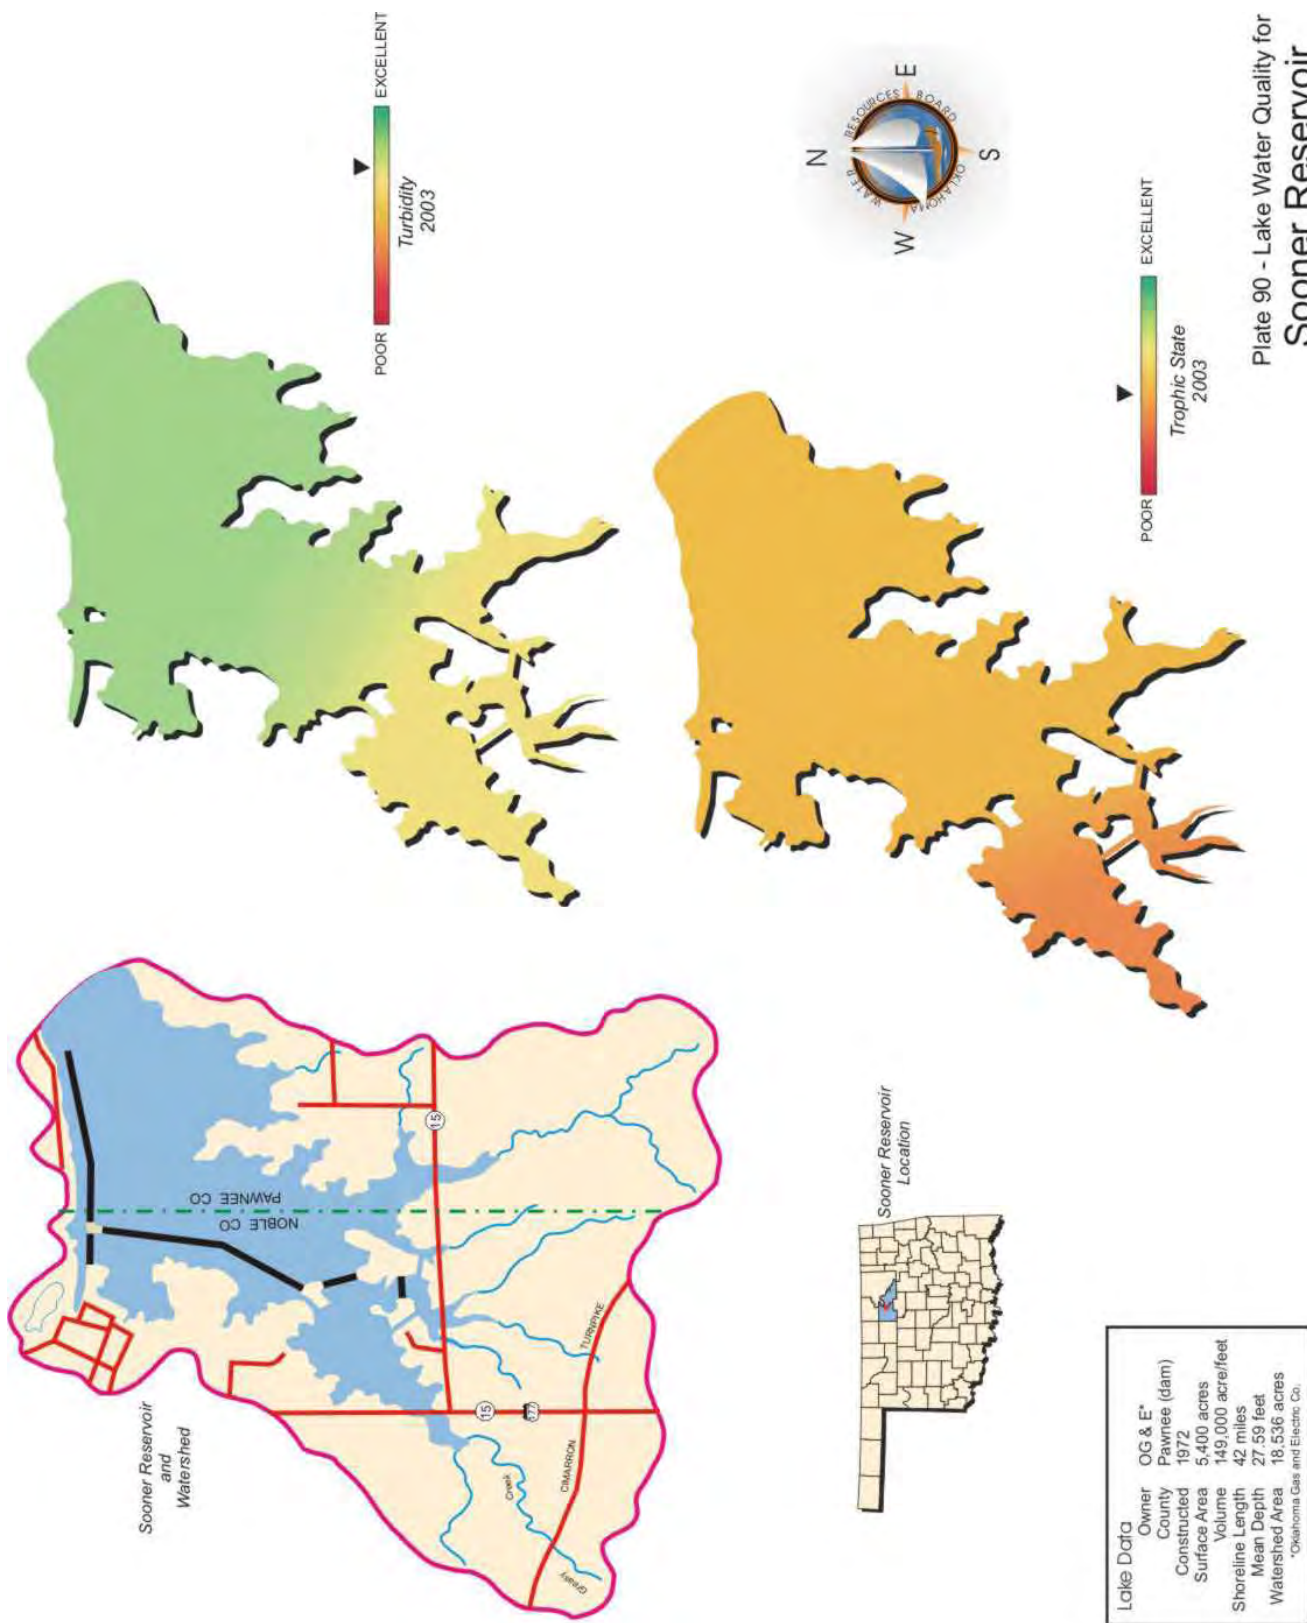 Sooner Reservoir
and
Watershed
NOBLE CO
PAWNEE CO
15
15
177
TURNPIKE
CIMARRON
Greasy
Creek
POOR
EXCELLENT
Turbidity
2003
N
E
S
W
OKLAHOMA WATER RESOURCES BOARD
POOR
EXCELLENT
Trophic State
2003
Sooner Reservoir
Location
Lake Data
Owner OG & E*
County Pawnee (dam)
Constructed 1972
Surface Area 5,400 acres
Volume 149,000 acre/feet
Shoreline Length 42 miles
Mean Depth 27.59 feet
Watershed Area 18,536 acres
*Oklahoma Gas and Electric Co.
Plate 90 - Lake Water Quality for
Sooner Reservoir